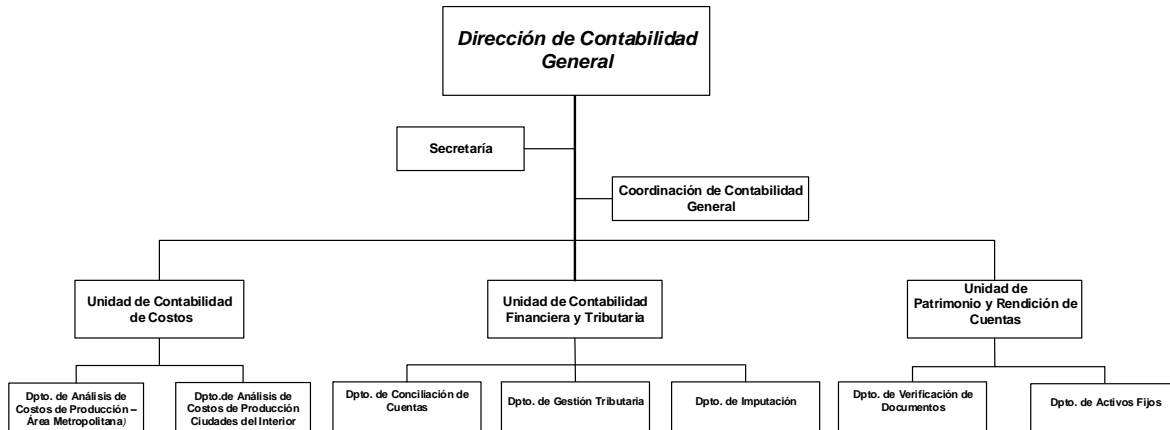 Dirección de Contabilidad
General
Secretaría
Coordinación de Contabilidad
General
Unidad de Contabilidad
de Costos
Unidad de Contabilidad
Financiera y Tributaria
Unidad de
Patrimonio y Rendición de
Cuentas
Dpto. de Análisis de
Costos de Producción –
Área Metropolitana)
Dpto.de Análisis de
Costos de Producción
Ciudades del Interior
Dpto. de Conciliación de
Cuentas
Dpto. de Gestión Tributaria
Dpto. de Imputación
Dpto. de Verificación de
Documentos
Dpto. de Activos Fijos